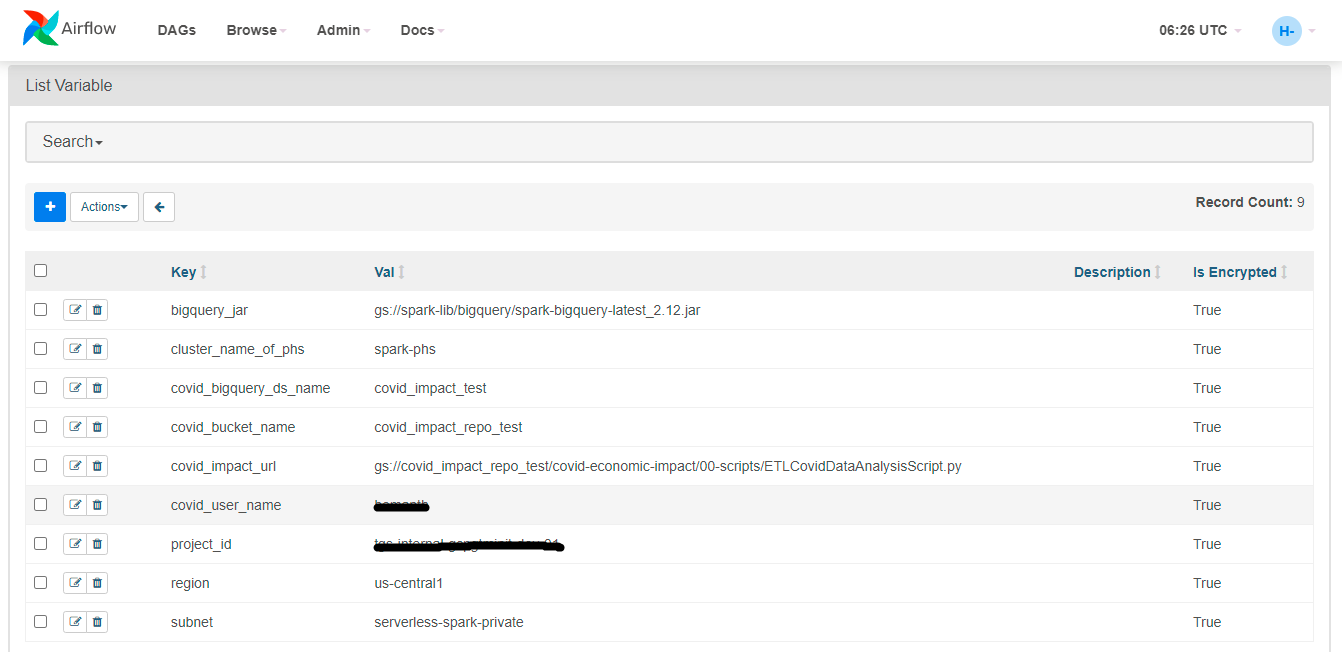 Airflow DAGs Browse Admin Docs 06:26 UTC H-
List Variable
Search
+ Actions Record Count: 9
Key Val Description Is Encrypted
bigquery_jar gs://spark-lib/bigquery/spark-bigquery-latest_2.12.jar True
cluster_name_of_phs spark-phs True
covid_bigquery_ds_name covid_impact_test True
covid_bucket_name covid_impact_repo_test True
covid_impact_url gs://covid_impact_repo_test/covid-economic-impact/00-scripts/ETLCovidDataAnalysisScript.py True
covid_user_name True
project_id True
region us-central1 True
subnet serverless-spark-private True